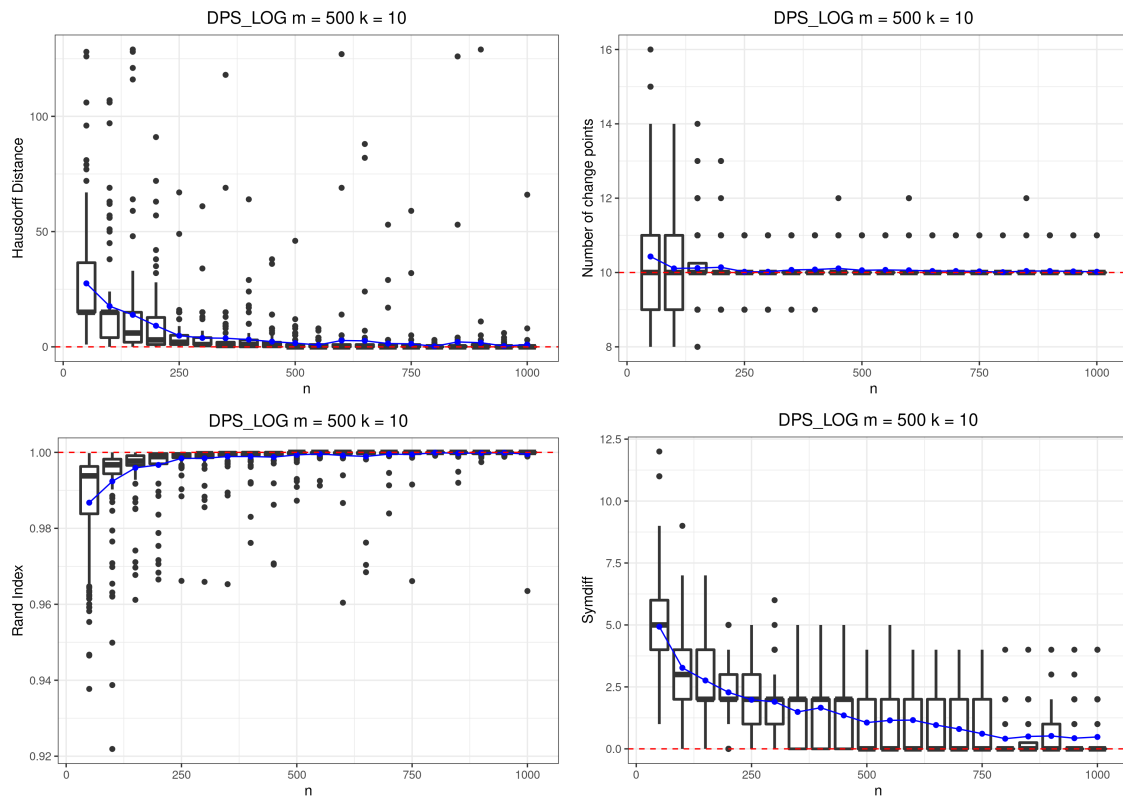 DPS_LOG m = 500 k = 10
Hausdorff Distance
100
50
0
0 250 500 750 1000
n
DPS_LOG m = 500 k = 10
Number of change points
16
14
12
10
8
0 250 500 750 1000
n
DPS_LOG m = 500 k = 10
Rand Index
1.00
0.98
0.96
0.94
0.92
0 250 500 750 1000
n
DPS_LOG m = 500 k = 10
Symdiff
12.5
10.0
7.5
5.0
2.5
0.0
0 250 500 750 1000
n